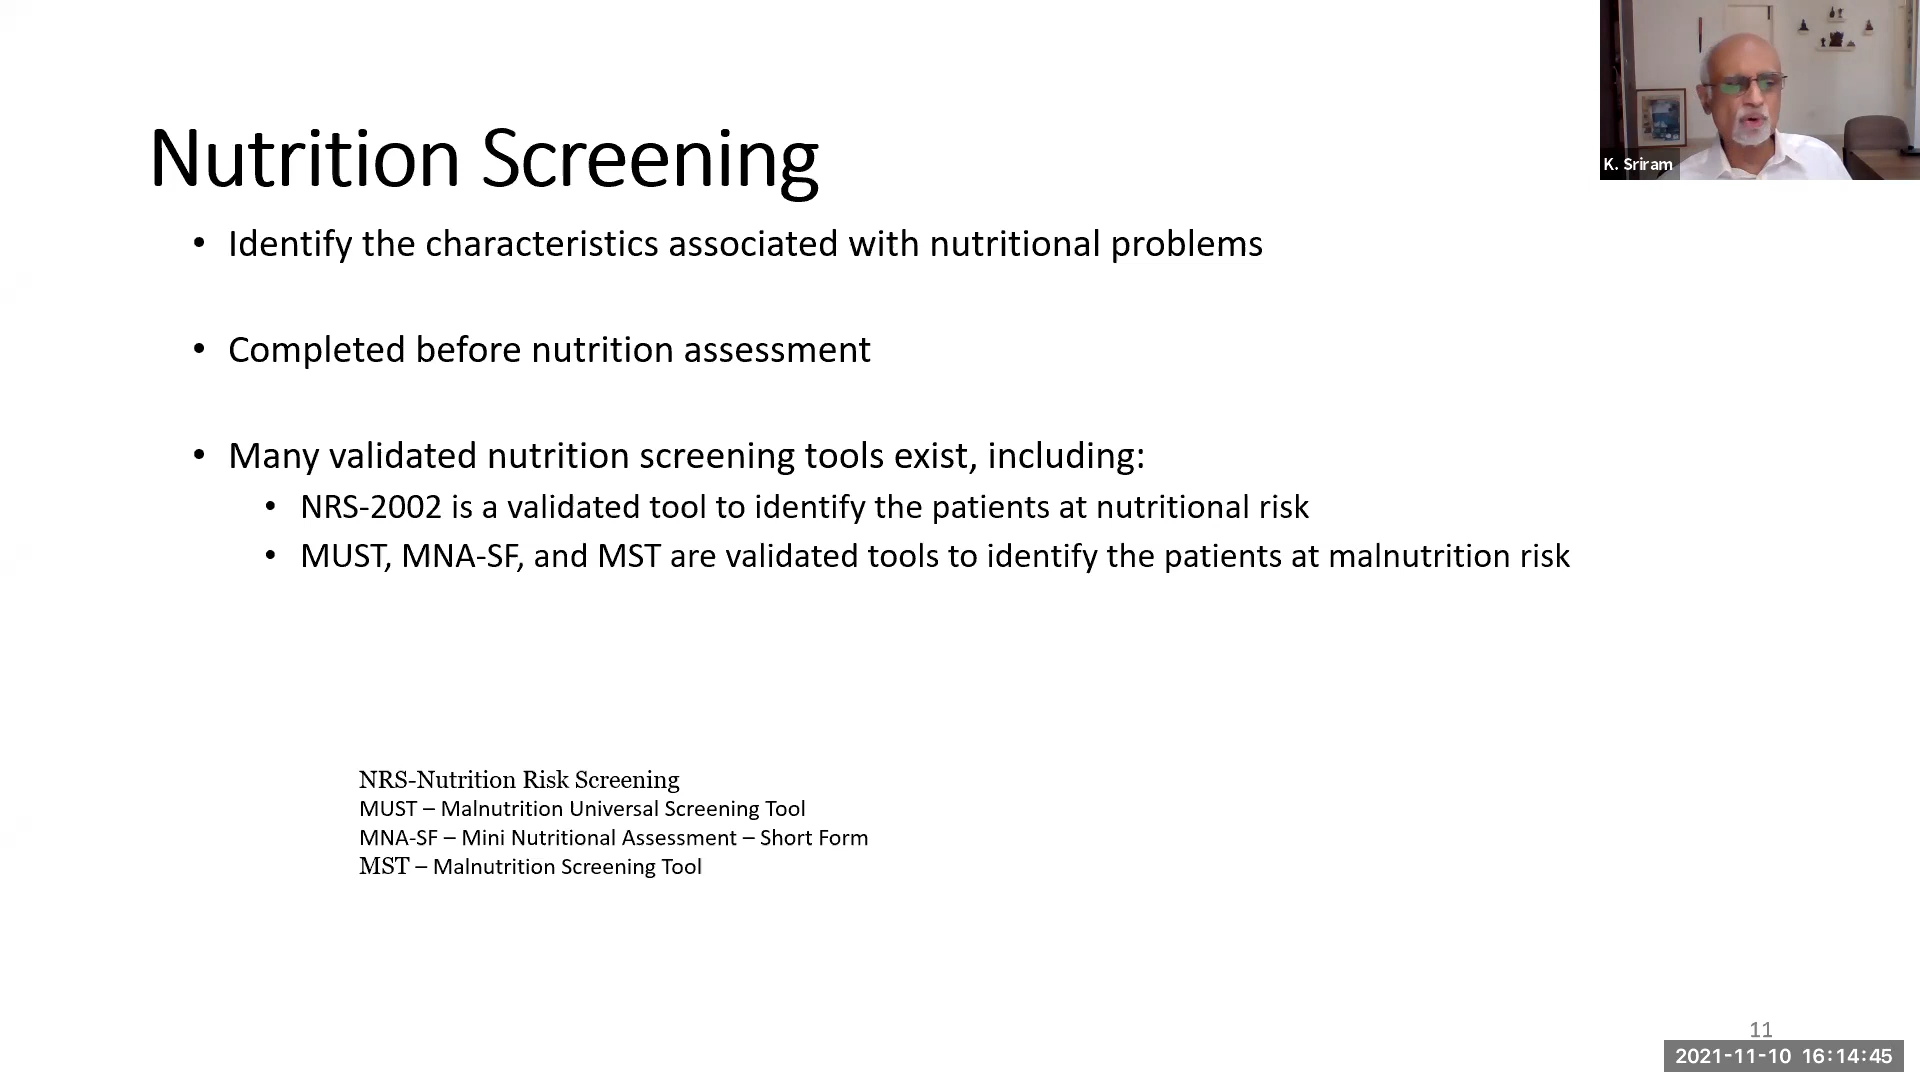 Nutrition Screening
• Identify the characteristics associated with nutritional problems
• Completed before nutrition assessment
• Many validated nutrition screening tools exist, including:
• NRS-2002 is a validated tool to identify the patients at nutritional risk
• MUST, MNA-SF, and MST are validated tools to identify the patients at malnutrition risk
NRS-Nutrition Risk Screening
MUST – Malnutrition Universal Screening Tool
MNA-SF – Mini Nutritional Assessment – Short Form
MST – Malnutrition Screening Tool
K. Sriram
11
2021-11-10 16:14:45